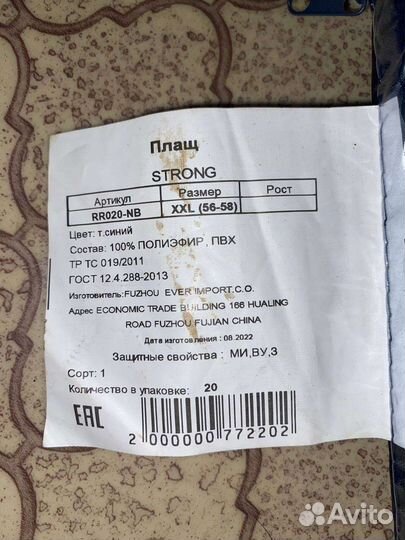 Плащ
STRONG
Артикул Размер Рост
RR020-NB XXL (56-58)
Цвет: т.синий
Состав: 100% ПОЛИЭФИР, ПВХ
ТР ТС 019/2011
ГОСТ 12.4.288-2013
Изготовитель:FUZHOU EVER IMPORT.C.O.
Адрес ECONOMIC TRADE BUILDING 166 HUALING
ROAD FUZHOU FUJIAN CHINA
Дата изготовления : 08.2022
Защитные свойства : МИ,ВУ,З
Сорт: 1
Количество в упаковке: 20
EAC
2 000000 772202
Avito